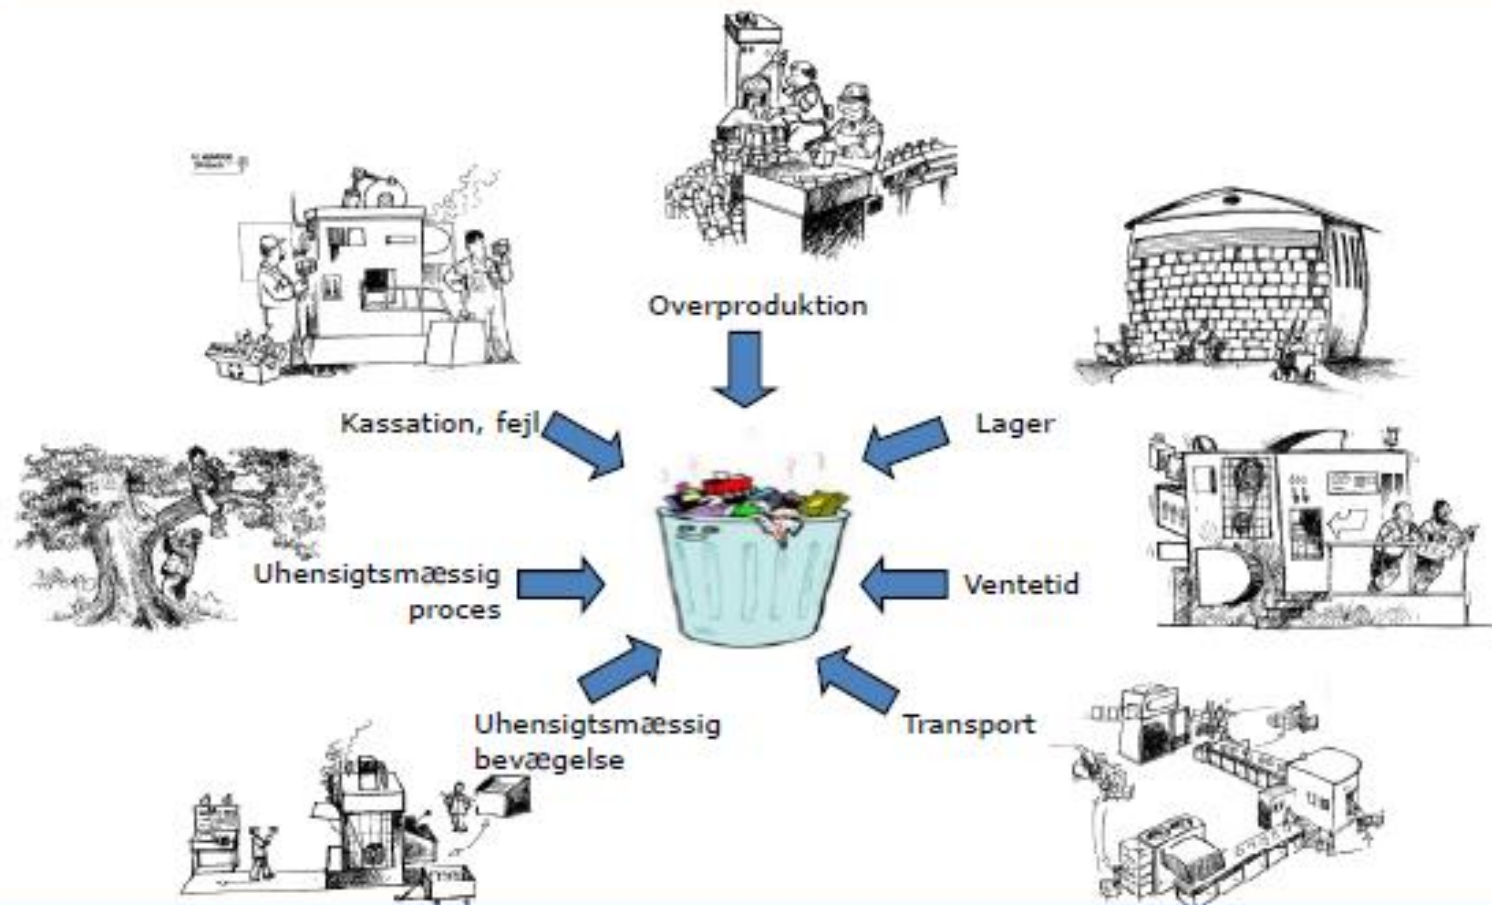 Overproduktion
Kassation, fejl
Lager
Uhensigtsmæssig
proces
Ventetid
Uhensigtsmæssig
bevægelse
Transport